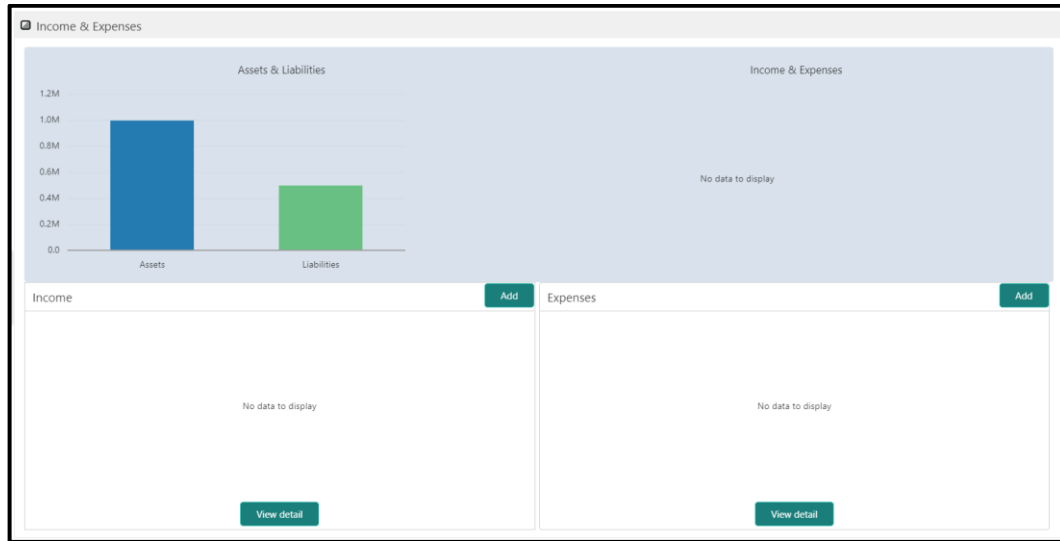 Income & Expenses
Assets & Liabilities
1.2M
1.0M
0.8M
0.6M
0.4M
0.2M
0.0
Assets Liabilities
Income & Expenses
No data to display
Income Add
No data to display
View detail
Expenses Add
No data to display
View detail